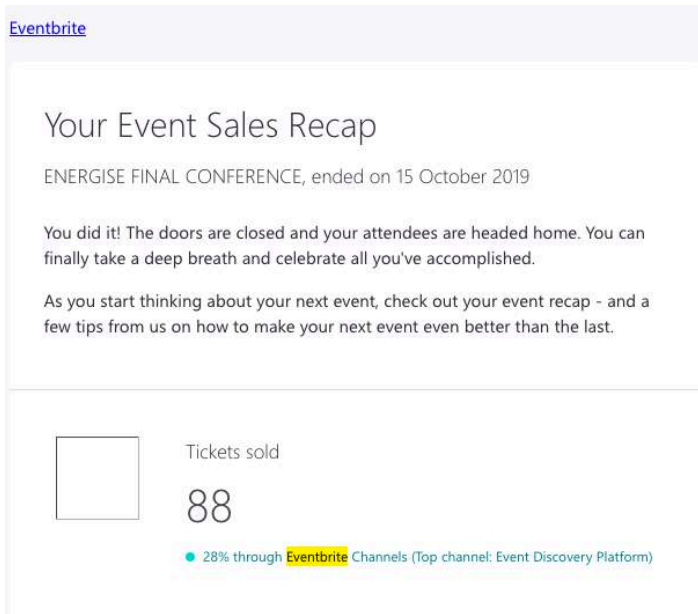 Eventbrite
Your Event Sales Recap
ENERGISE FINAL CONFERENCE, ended on 15 October 2019
You did it! The doors are closed and your attendees are headed home. You can
finally take a deep breath and celebrate all you've accomplished.
As you start thinking about your next event, check out your event recap - and a
few tips from us on how to make your next event even better than the last.
Tickets sold
88
28% through Eventbrite Channels (Top channel: Event Discovery Platform)